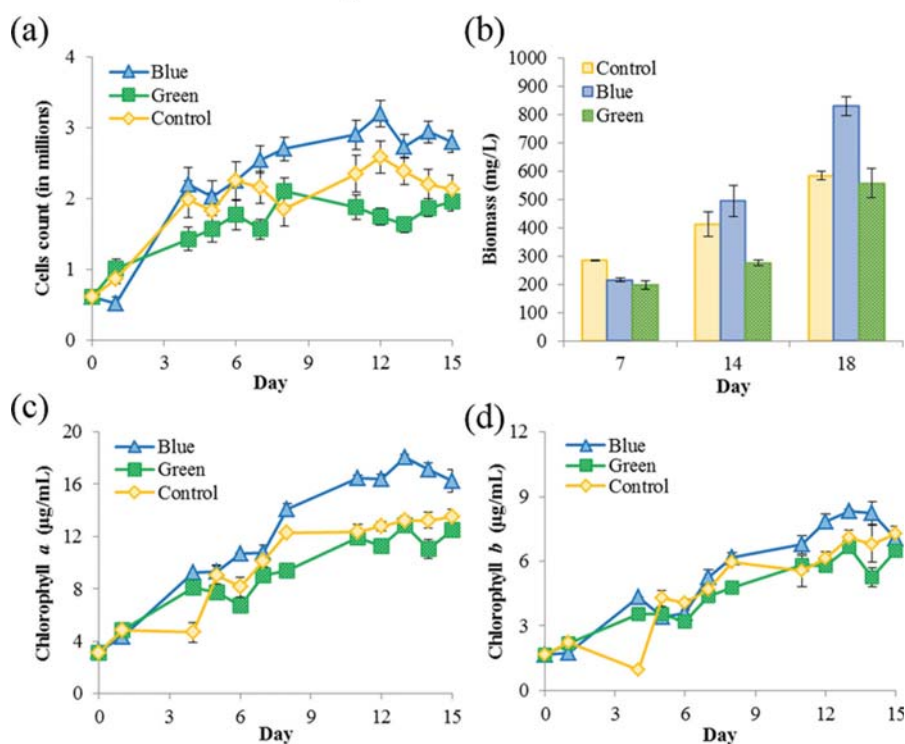 (a)
Cells count (in millions)
4
3
2
1
0
Blue
Green
Control
0 3 6 9 12 15
Day
(b)
Biomass (mg/L)
1000
900
800
700
600
500
400
300
200
100
0
Control
Blue
Green
7 14 18
Day
(c)
Chlorophyll a (µg/mL)
20
16
12
8
4
0
Blue
Green
Control
0 3 6 9 12 15
Day
(d)
Chlorophyll b (µg/mL)
12
9
6
3
0
Blue
Green
Control
0 3 6 9 12 15
Day